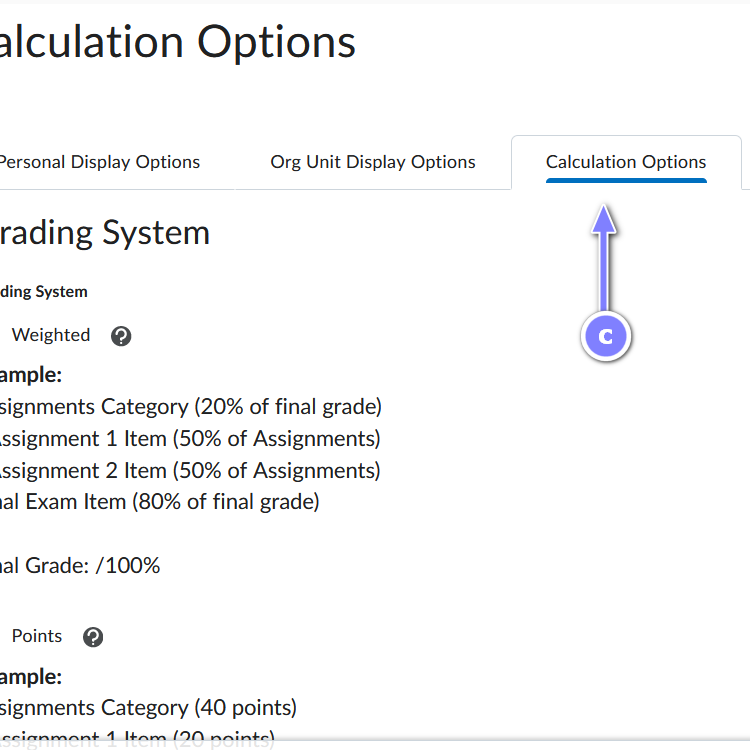 alculation Options
Personal Display Options Org Unit Display Options Calculation Options
rading System
ding System
Weighted ?
c
ample:
signments Category (20% of final grade)
ssignment 1 Item (50% of Assignments)
ssignment 2 Item (50% of Assignments)
nal Exam Item (80% of final grade)
nal Grade: /100%
Points ?
ample:
signments Category (40 points)
ssignment 1 Item (20 points)